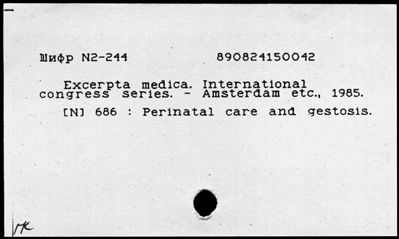 Шифр N2-244 890824150042
Excerpta medica. International
congress series. - Amsterdam etc., 1985.
[N] 686 : Perinatal care and gestosis.